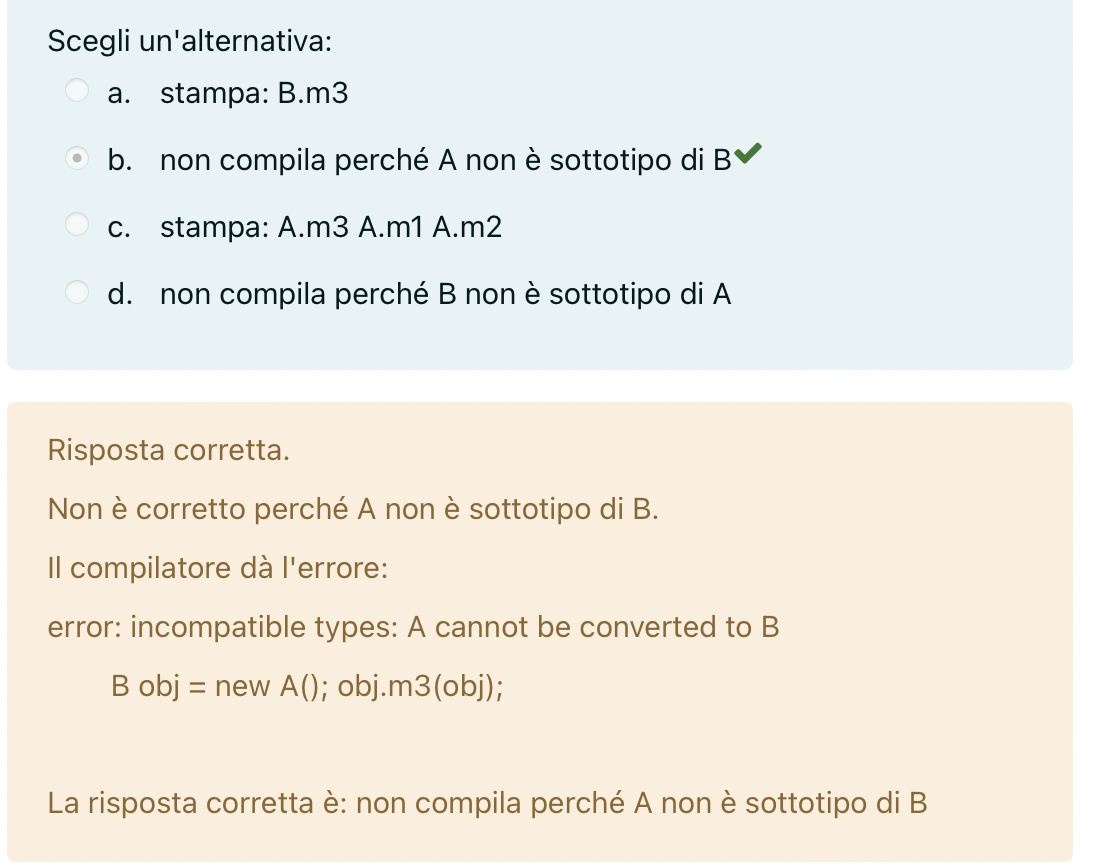 Scegli un'alternativa:
a. stampa: B.m3
b. non compila perché A non è sottotipo di B
c. stampa: A.m3 A.m1 A.m2
d. non compila perché B non è sottotipo di A
Risposta corretta.
Non è corretto perché A non è sottotipo di B.
Il compilatore dà l'errore:
error: incompatible types: A cannot be converted to B
B obj = new A(); obj.m3(obj);
La risposta corretta è: non compila perché A non è sottotipo di B